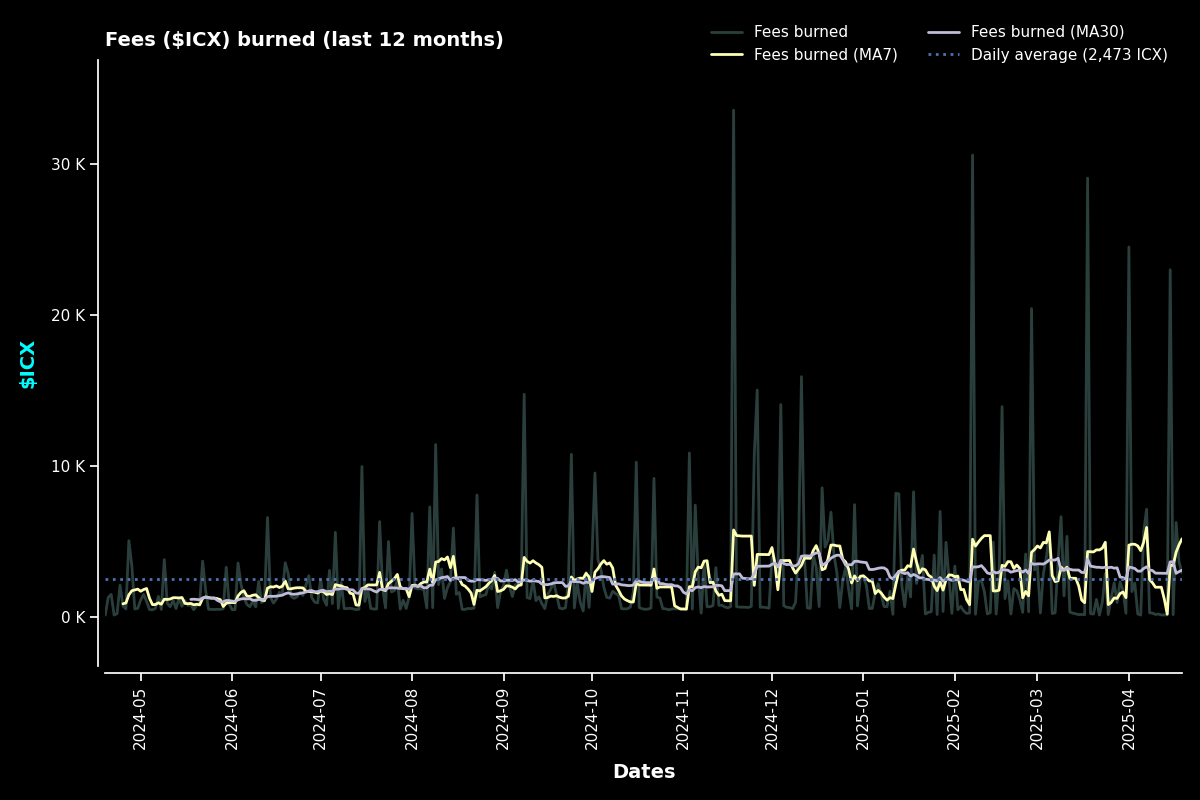 Fees ($ICX) burned (last 12 months)
Fees burned
Fees burned (MA7)
Fees burned (MA30)
Daily average (2,473 ICX)
$ICX
30 K
20 K
10 K
0 K
2024-05
2024-06
2024-07
2024-08
2024-09
2024-10
2024-11
2024-12
2025-01
2025-02
2025-03
2025-04
Dates